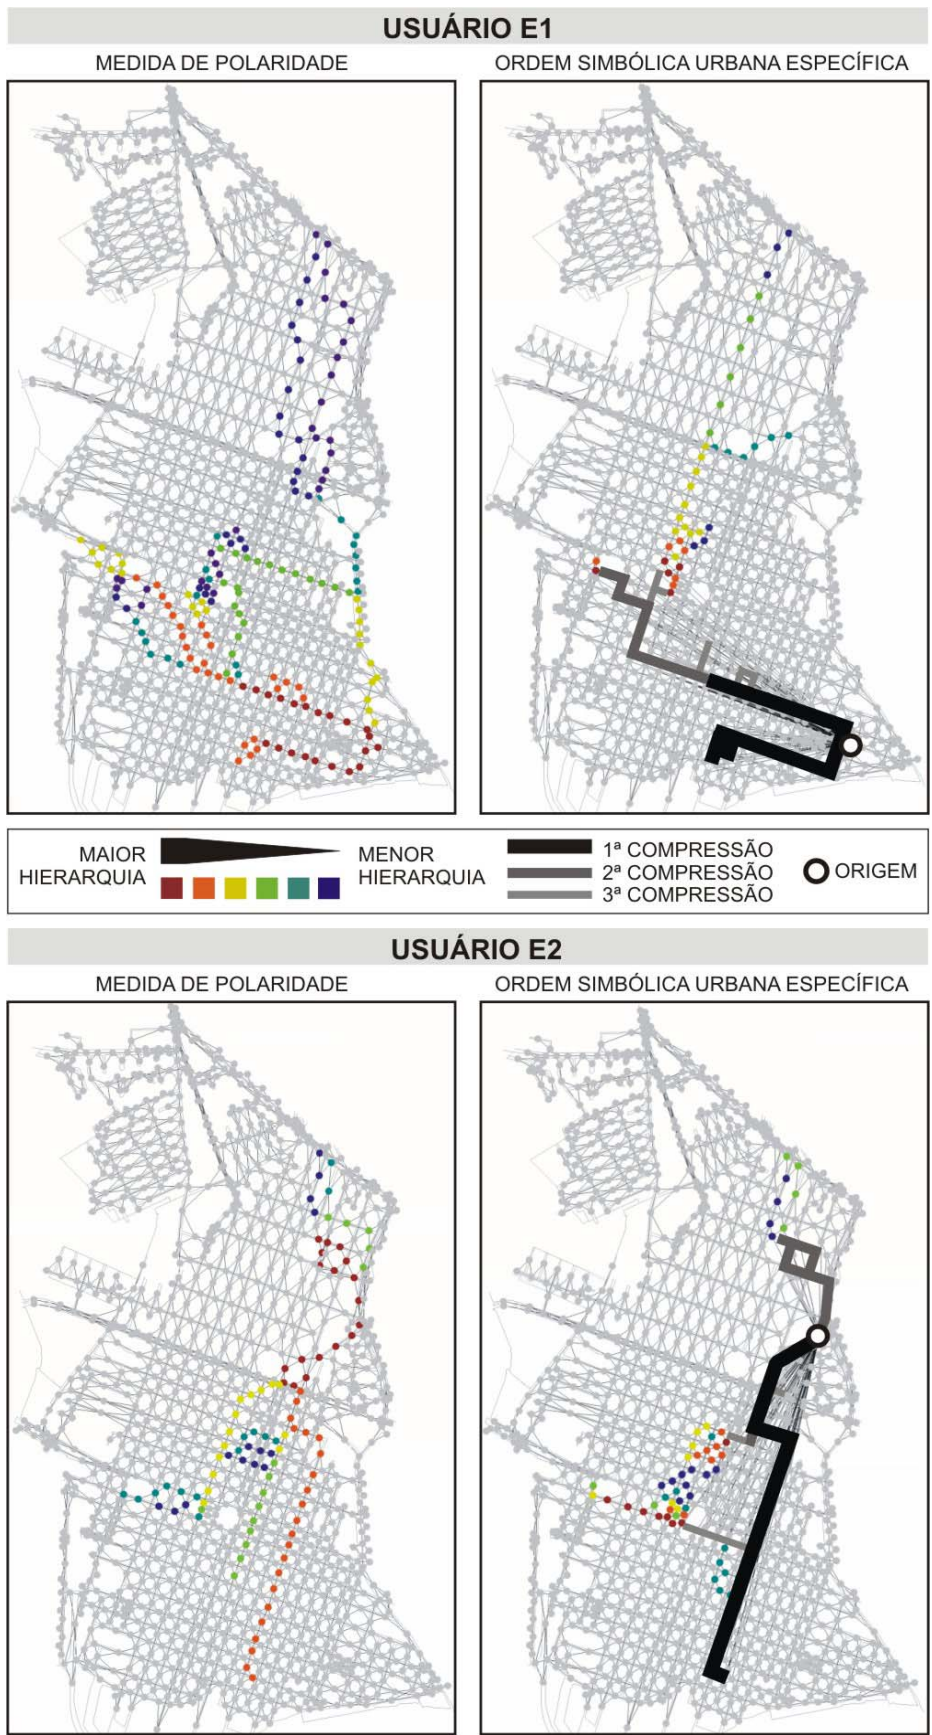 USUÁRIO E1
MEDIDA DE POLARIDADE
ORDEM SIMBÓLICA URBANA ESPECÍFICA
MAIOR
HIERARQUIA
MENOR
HIERARQUIA
1ª COMPRESSÃO
2ª COMPRESSÃO
3ª COMPRESSÃO
ORIGEM
USUÁRIO E2
MEDIDA DE POLARIDADE
ORDEM SIMBÓLICA URBANA ESPECÍFICA